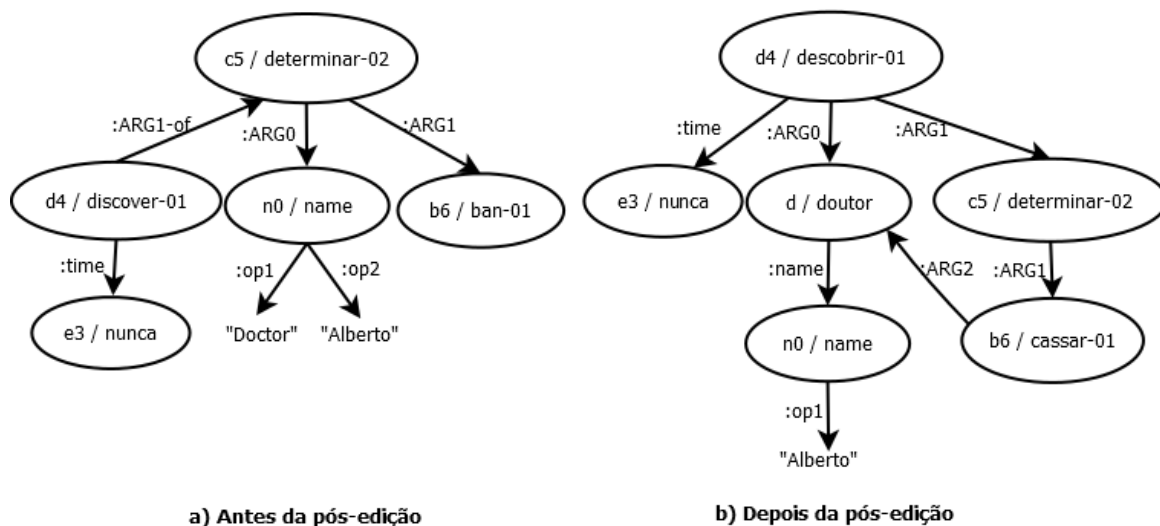 c5 / determinar-02
:ARG1-of
:ARG0
:ARG1
d4 / discover-01
n0 / name
b6 / ban-01
:time
:op1
:op2
e3 / nunca
"Doctor"
"Alberto"
a) Antes da pós-edição
d4 / descobrir-01
:time
:ARG0
:ARG1
e3 / nunca
d / doutor
c5 / determinar-02
:name
:ARG2
:ARG1
n0 / name
b6 / cassar-01
:op1
"Alberto"
b) Depois da pós-edição